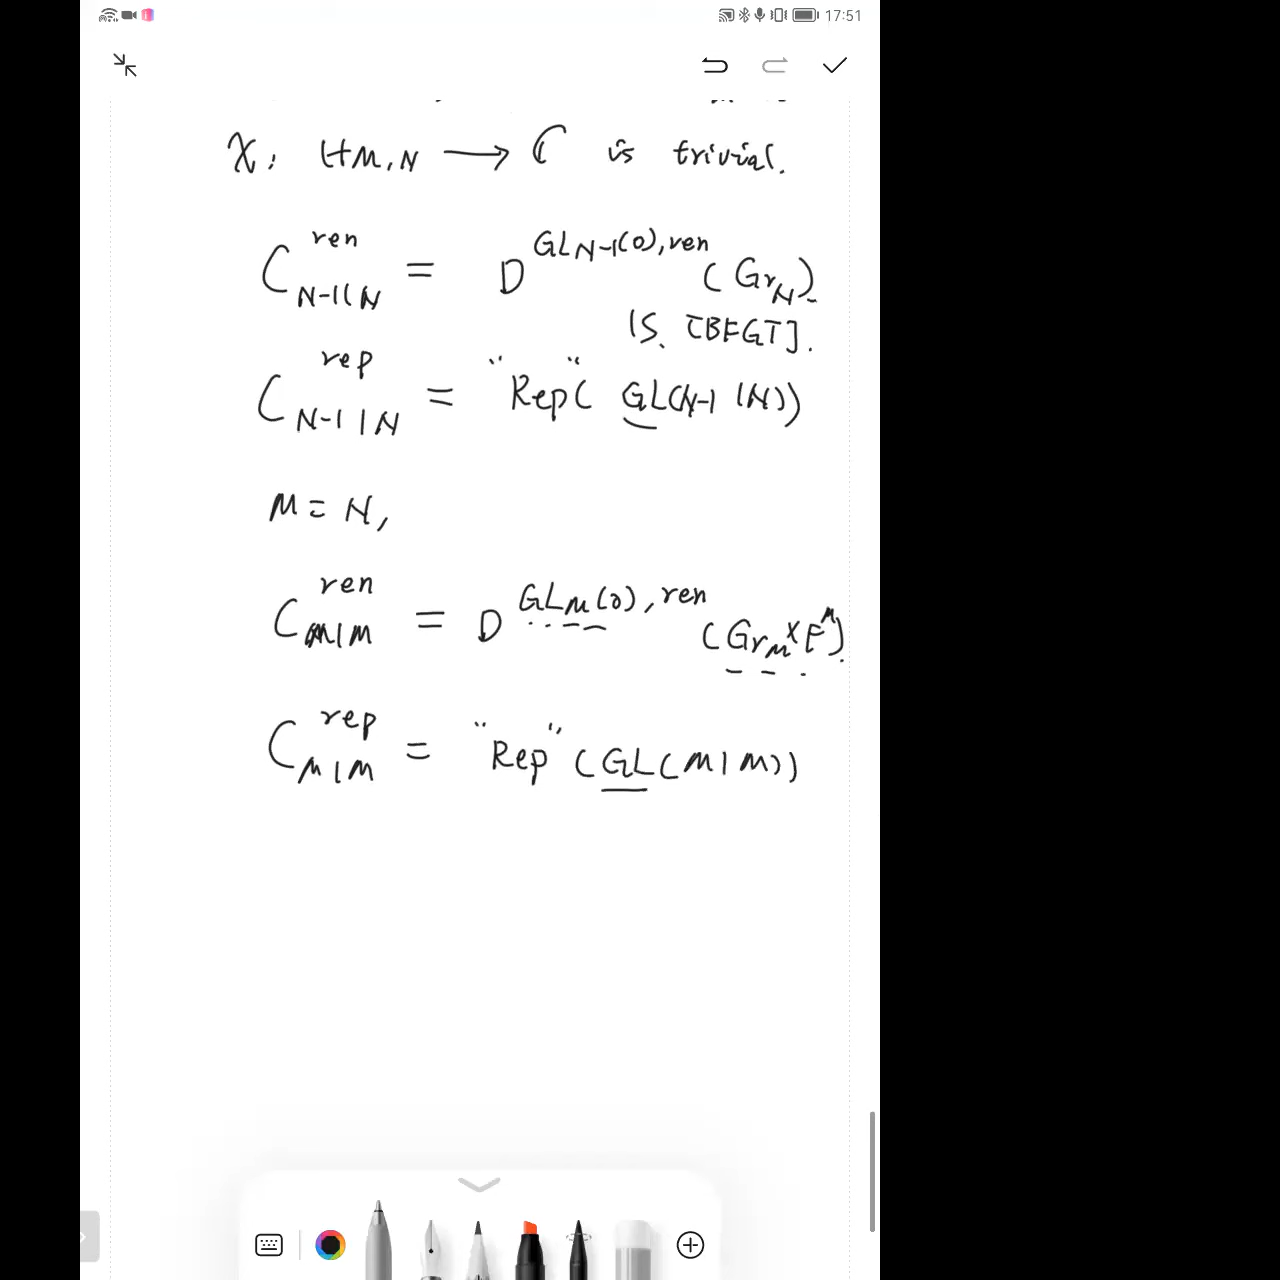 17:51
χ: H_{M,N} → ℂ is trivial.
C^{ren}_{N-1|N} = D^{GL_{N-1}(O), ren} (Gr_N)
IS. [BFGT].
C^{rep}_{N-1|N} = "Rep(" GL(N-1|N))
M = N,
C^{ren}_{M|M} = D^{GL_M(O), ren} (Gr_M × F^M).
C^{rep}_{M|M} = "Rep" (GL(M|M))